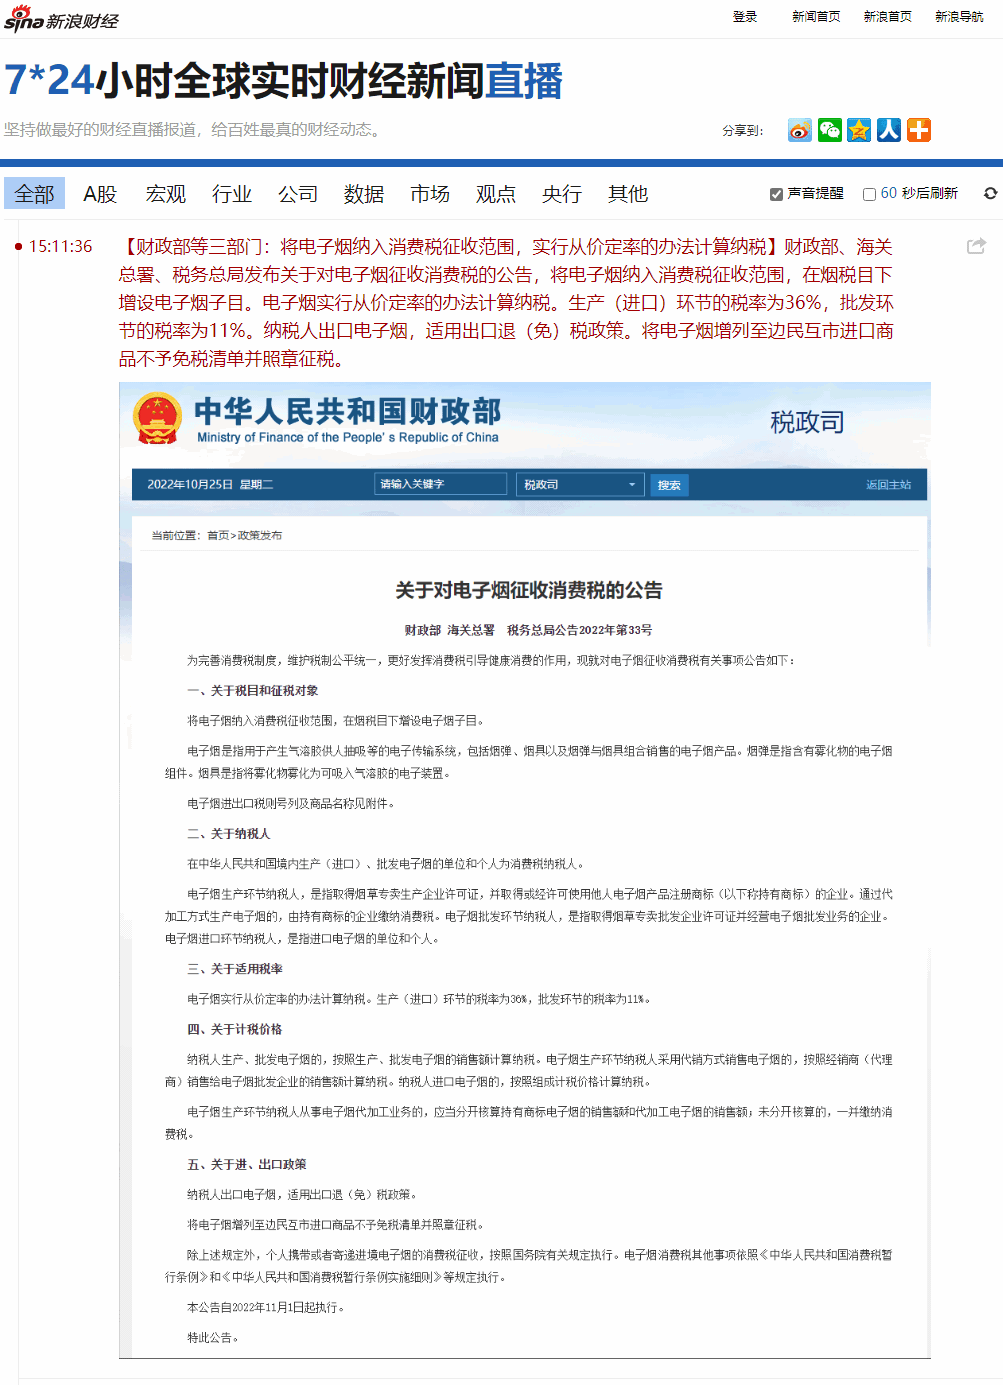 sina新浪财经
登录 新闻首页 新浪首页 新浪导航
7*24小时全球实时财经新闻直播
坚持做最好的财经直播报道，给百姓最真的财经动态。
分享到：
全部 A股 宏观 行业 公司 数据 市场 观点 央行 其他 声音提醒 60 秒后刷新
15:11:36 【财政部等三部门：将电子烟纳入消费税征收范围，实行从价定率的办法计算纳税】财政部、海关
总署、税务总局发布关于对电子烟征收消费税的公告，将电子烟纳入消费税征收范围，在烟税目下
增设电子烟子目。电子烟实行从价定率的办法计算纳税。生产（进口）环节的税率为36%，批发环
节的税率为11%。纳税人出口电子烟，适用出口退（免）税政策。将电子烟增列至边民互市进口商
品不予免税清单并照章征税。
中华人民共和国财政部
Ministry of Finance of the People's Republic of China
税政司
2022年10月25日 星期二 请输入关键字 税政司 搜索 返回主站
当前位置：首页>政策发布
关于对电子烟征收消费税的公告
财政部 海关总署 税务总局公告2022年第33号
为完善消费税制度，维护税制公平统一，更好发挥消费税引导健康消费的作用，现就对电子烟征收消费税有关事项公告如下：
一、关于税目和征税对象
将电子烟纳入消费税征收范围，在烟税目下增设电子烟子目。
电子烟是指用于产生气溶胶供人抽吸等的电子传输系统，包括烟弹、烟具以及烟弹与烟具组合销售的电子烟产品。烟弹是指含有雾化物的电子烟
组件。烟具是指将雾化物雾化为可吸入气溶胶的电子装置。
电子烟进出口税则号列及商品名称见附件。
二、关于纳税人
在中华人民共和国境内生产（进口）、批发电子烟的单位和个人为消费税纳税人。
电子烟生产环节纳税人，是指取得烟草专卖生产企业许可证，并取得或经许可使用他人电子烟产品注册商标（以下称持有商标）的企业。通过代
加工方式生产电子烟的，由持有商标的企业缴纳消费税。电子烟批发环节纳税人，是指取得烟草专卖批发企业许可证并经营电子烟批发业务的企业。
电子烟进口环节纳税人，是指进口电子烟的单位和个人。
三、关于适用税率
电子烟实行从价定率的办法计算纳税。生产（进口）环节的税率为36%，批发环节的税率为11%。
四、关于计税价格
纳税人生产、批发电子烟的，按照生产、批发电子烟的销售额计算纳税。电子烟生产环节纳税人采用代销方式销售电子烟的，按照经销商（代理
商）销售给电子烟批发企业的销售额计算纳税。纳税人进口电子烟的，按照组成计税价格计算纳税。
电子烟生产环节纳税人从事电子烟代加工业务的，应当分开核算持有商标电子烟的销售额和代加工电子烟的销售额；未分开核算的，一并缴纳消
费税。
五、关于进、出口政策
纳税人出口电子烟，适用出口退（免）税政策。
将电子烟增列至边民互市进口商品不予免税清单并照章征税。
除上述规定外，个人携带或者寄递进境电子烟的消费税征收，按照国务院有关规定执行。电子烟消费税其他事项依照《中华人民共和国消费税暂
行条例》和《中华人民共和国消费税暂行条例实施细则》等规定执行。
本公告自2022年11月1日起执行。
特此公告。